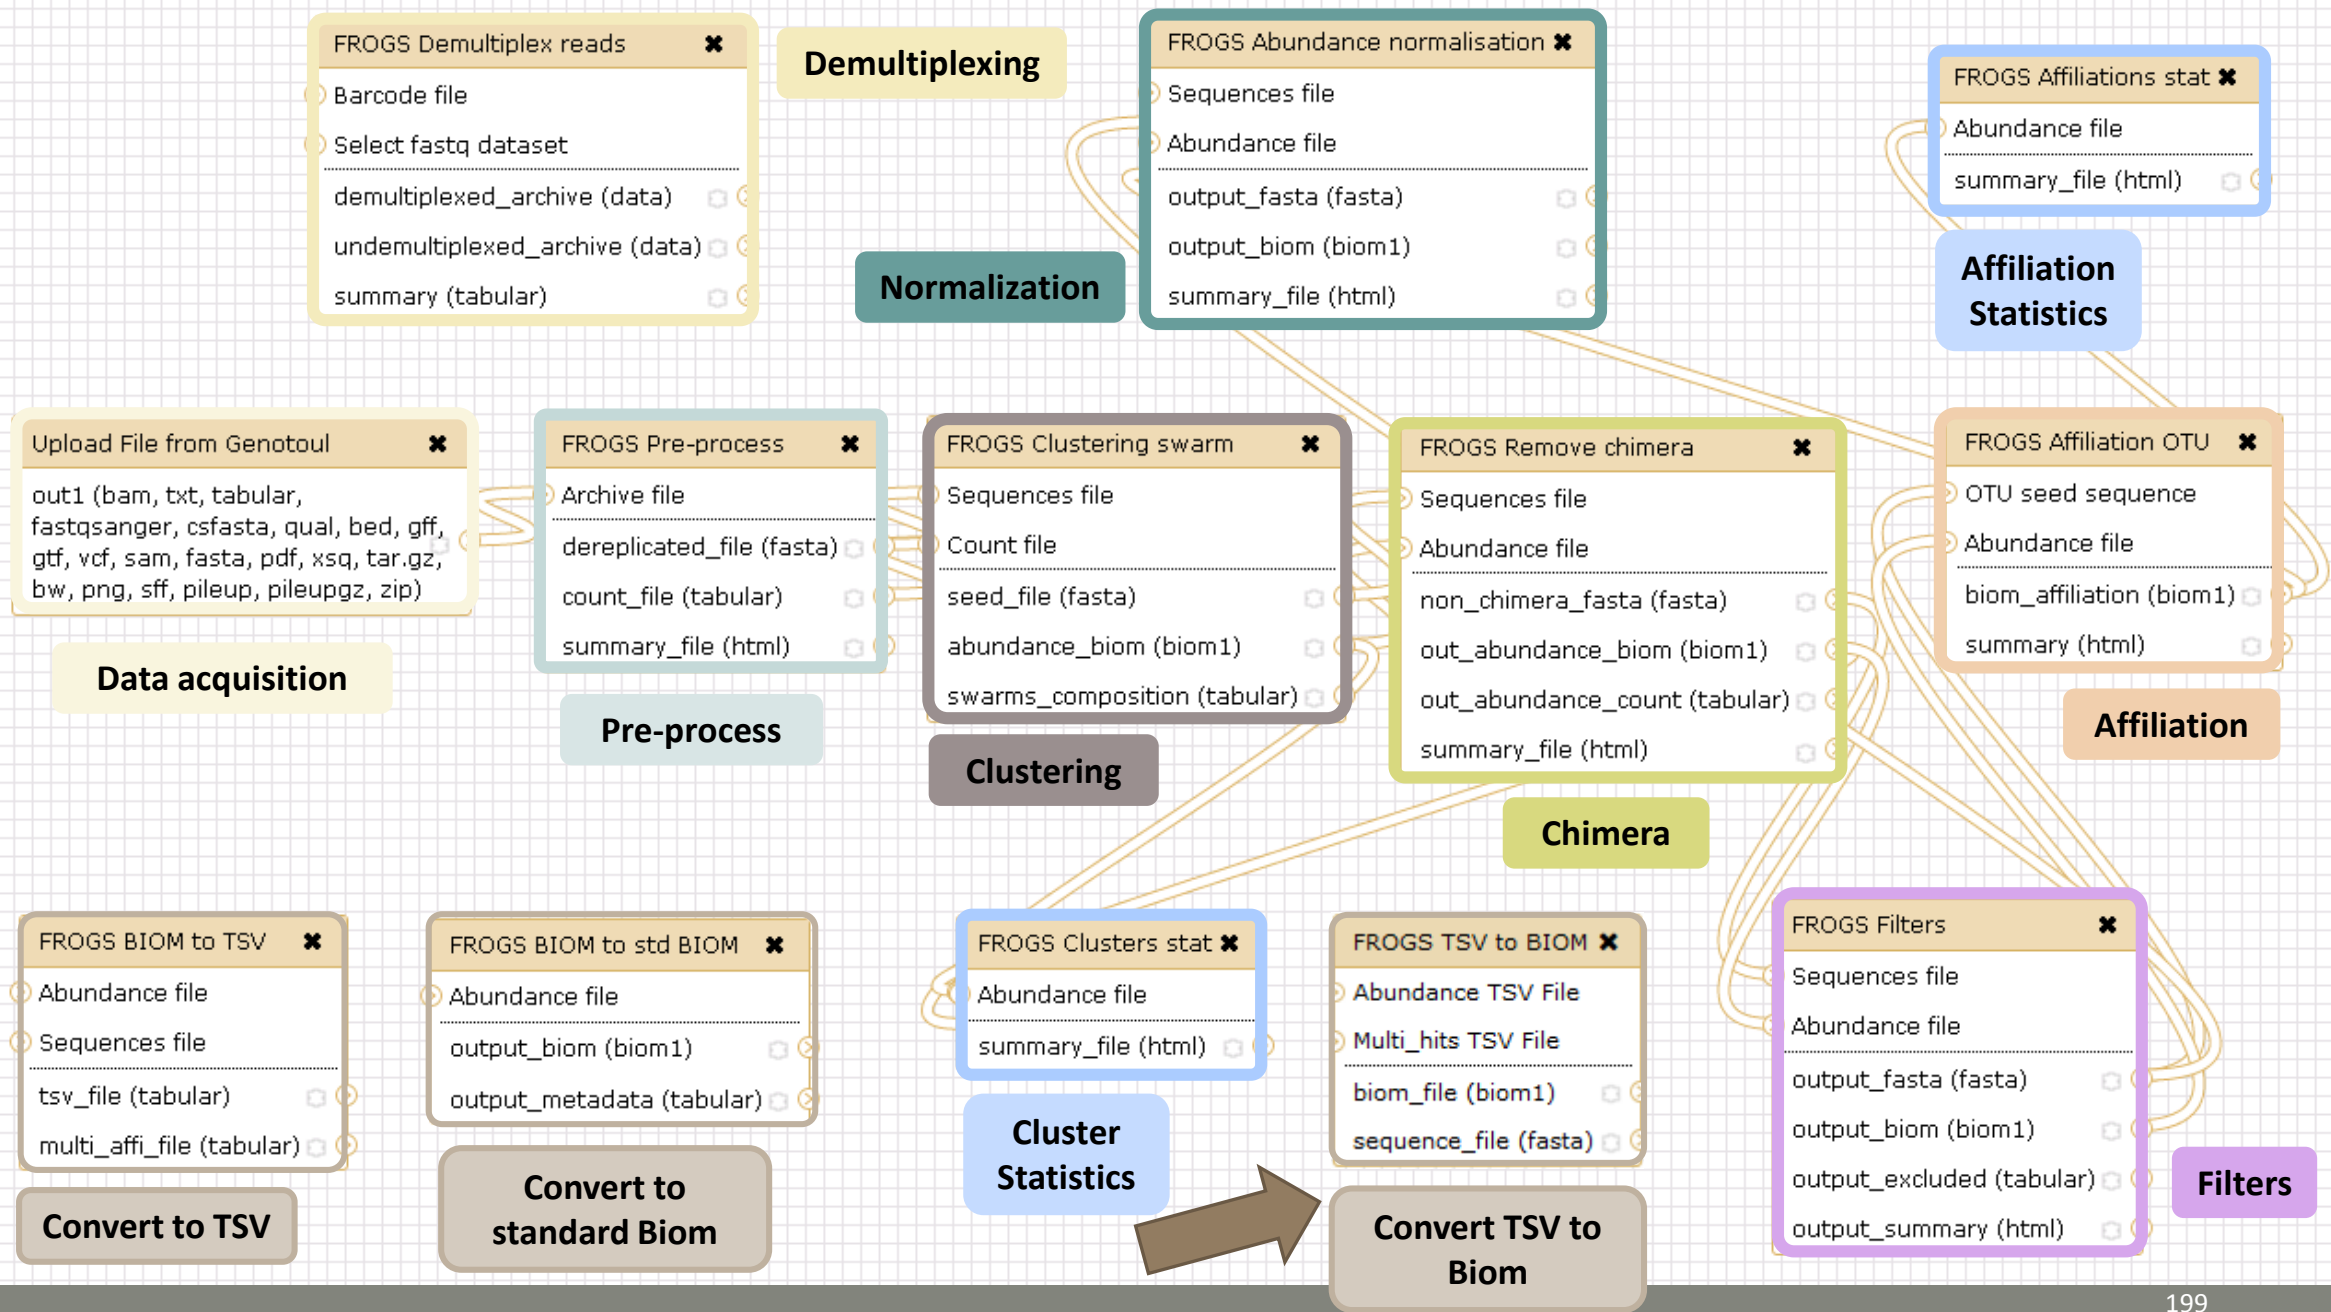 FROGS Demultiplex reads ✖
Barcode file
Select fastq dataset
demultiplexed_archive (data)
undemultiplexed_archive (data)
summary (tabular)
Demultiplexing
FROGS Abundance normalisation ✖
Sequences file
Abundance file
output_fasta (fasta)
output_biom (biom1)
summary_file (html)
Normalization
FROGS Affiliations stat ✖
Abundance file
summary_file (html)
Affiliation
Statistics
Upload File from Genotoul ✖
out1 (bam, txt, tabular,
fastqsanger, csfasta, qual, bed, gff,
gtf, vcf, sam, fasta, pdf, xsq, tar.gz,
bw, png, sff, pileup, pileupgz, zip)
Data acquisition
FROGS Pre-process ✖
Archive file
dereplicated_file (fasta)
count_file (tabular)
summary_file (html)
Pre-process
FROGS Clustering swarm ✖
Sequences file
Count file
seed_file (fasta)
abundance_biom (biom1)
swarms_composition (tabular)
Clustering
FROGS Remove chimera ✖
Sequences file
Abundance file
non_chimera_fasta (fasta)
out_abundance_biom (biom1)
out_abundance_count (tabular)
summary_file (html)
Chimera
FROGS Affiliation OTU ✖
OTU seed sequence
Abundance file
biom_affiliation (biom1)
summary (html)
Affiliation
FROGS BIOM to TSV ✖
Abundance file
Sequences file
tsv_file (tabular)
multi_affi_file (tabular)
Convert to TSV
FROGS BIOM to std BIOM ✖
Abundance file
output_biom (biom1)
output_metadata (tabular)
Convert to
standard Biom
FROGS Clusters stat ✖
Abundance file
summary_file (html)
Cluster
Statistics
FROGS TSV to BIOM ✖
Abundance TSV File
Multi_hits TSV File
biom_file (biom1)
sequence_file (fasta)
Convert TSV to
Biom
FROGS Filters ✖
Sequences file
Abundance file
output_fasta (fasta)
output_biom (biom1)
output_excluded (tabular)
output_summary (html)
Filters
199